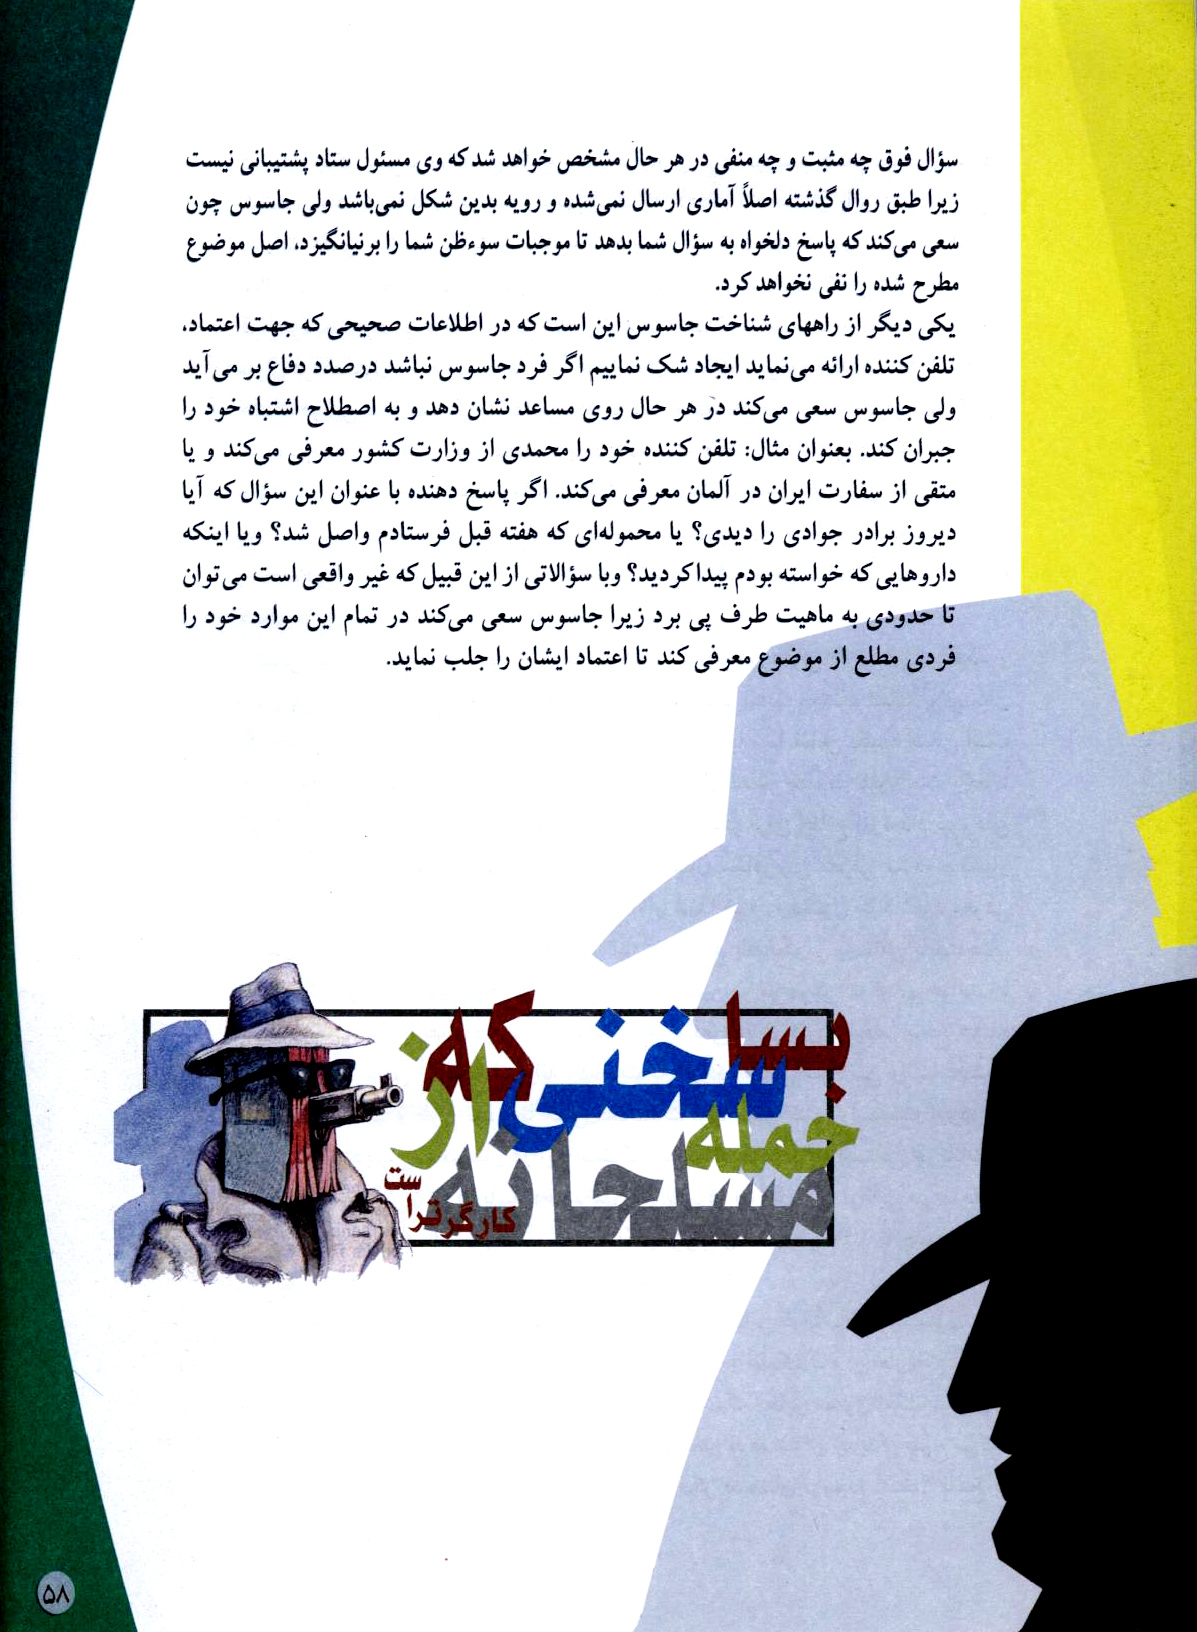 سؤال فوق چه مثبت و چه منفی در هر حال مشخص خواهد شد که وی مسئول ستاد پشتیبانی نیست
زیرا طبق روال گذشته اصلاً آماری ارسال نمی‌شده و رویه بدین شکل نمی‌باشد ولی جاسوس چون
سعی می‌کند که پاسخ دلخواه به سؤال شما بدهد تا موجبات سوءظن شما را برنیانگیزد، اصل موضوع
مطرح شده را نفی نخواهد کرد.
یکی دیگر از راههای شناخت جاسوس این است که در اطلاعات صحیحی که جهت اعتماد،
تلفن کننده ارائه می‌نماید ایجاد شک نماییم اگر فرد جاسوس نباشد درصدد دفاع بر می‌آید
ولی جاسوس سعی می‌کند در هر حال روی مساعد نشان دهد و به اصطلاح اشتباه خود را
جبران کند. بعنوان مثال: تلفن کننده خود را محمدی از وزارت کشور معرفی می‌کند و یا
متقی از سفارت ایران در آلمان معرفی می‌کند. اگر پاسخ دهنده با عنوان این سؤال که آیا
دیروز برادر جوادی را دیدی؟ یا محموله‌ای که هفته قبل فرستادم واصل شد؟ ویا اینکه
داروهایی که خواسته بودم پیدا کردید؟ وبا سؤالاتی از این قبیل که غیر واقعی است می‌توان
تا حدودی به ماهیت طرف پی برد زیرا جاسوس سعی می‌کند در تمام این موارد خود را
فردی مطلع از موضوع معرفی کند تا اعتماد ایشان را جلب نماید.
بسا سخنی که از
حمله مسلحانه
کارگرتراست
۵۸